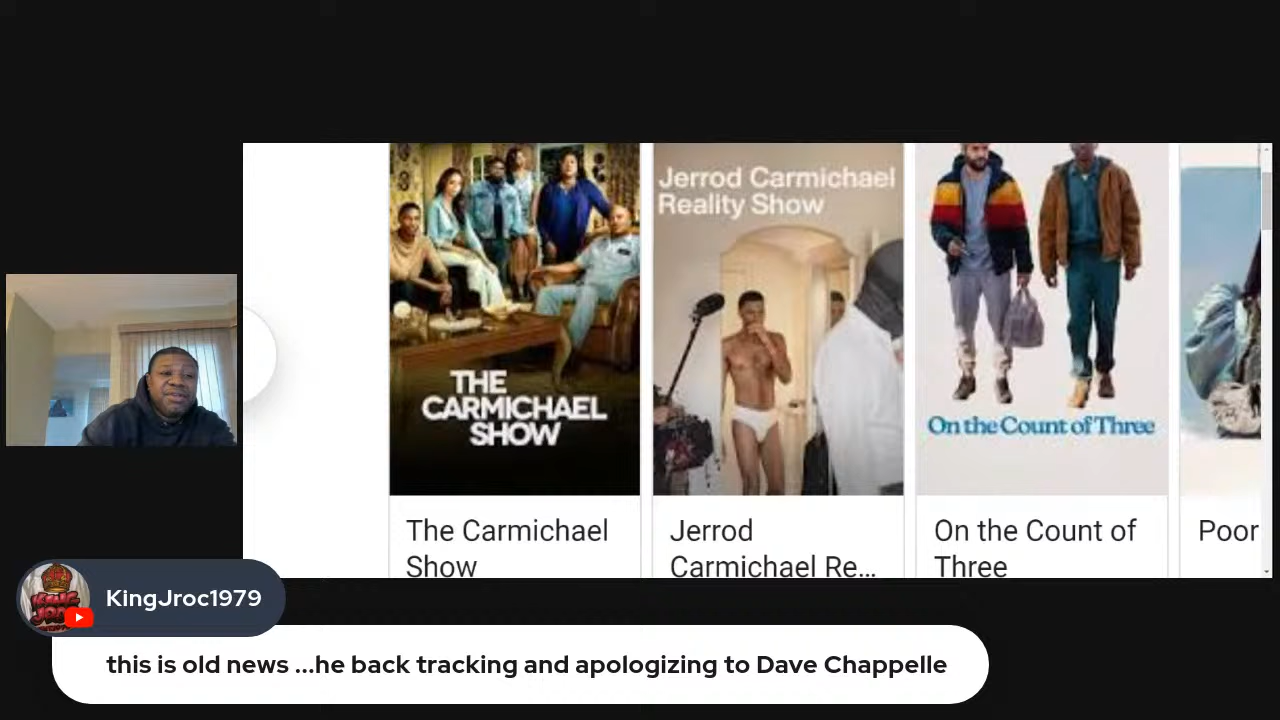 Jerrod Carmichael
Reality Show
THE
CARMICHAEL
SHOW
On the Count of Three
The Carmichael
Show
Jerrod
Carmichael Re...
On the Count of
Three
Poor
KingJroc1979
this is old news ...he back tracking and apologizing to Dave Chappelle